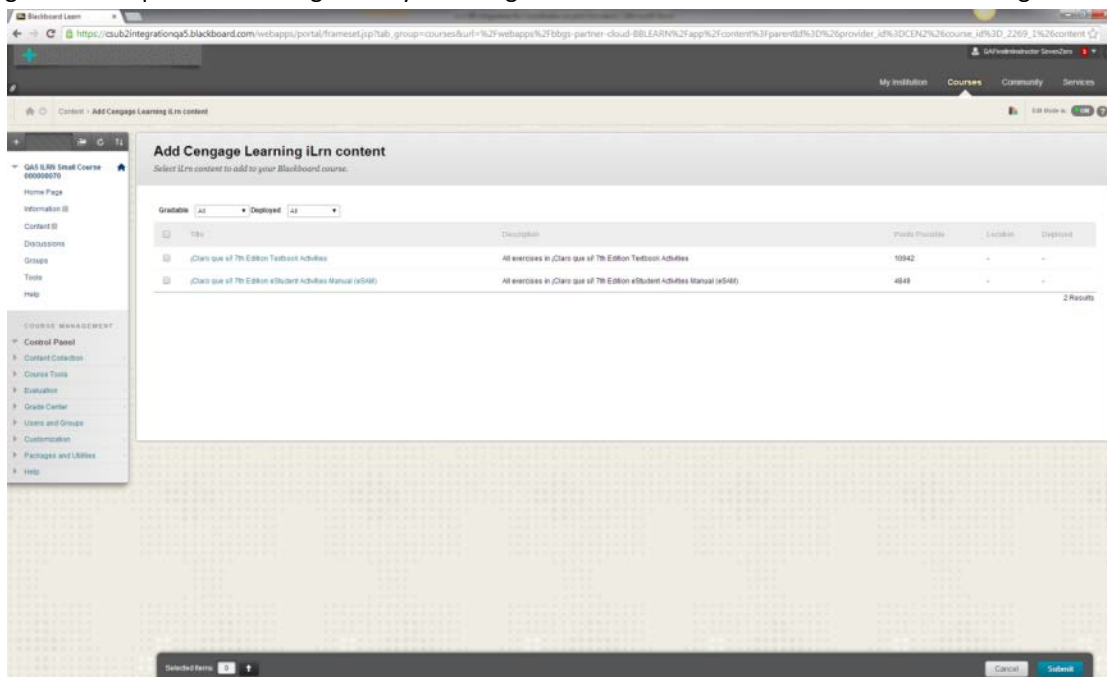 Blackboard Learn
https://csub2integrationqa5.blackboard.com/webapps/portal/frameset.jsp?tab_group=courses&url=%2Fwebapps%2Fbbgs-partner-cloud-BBLEARN%2Fapp%2Fcontent%3FparentId%3D%26provider_id%3DCEN2%26course_id%3D_2269_1%26content
My Institution Courses Community Services
Content Add Cengage Learning iLrn content Edit Mode is: ON
Add Cengage Learning iLrn content
Select iLrn content to add to your Blackboard course.
QA5 ILRN Small Course 000000070
Home Page
Information
Content
Discussions
Groups
Tools
Help
COURSE MANAGEMENT
Control Panel
Content Collection
Course Tools
Evaluation
Grade Center
Users and Groups
Customization
Packages and Utilities
Help
Gradable All Deployed All
Title Description Points Possible Location Deployed
¡Claro que sí! 7th Edition Textbook Activities All exercises in ¡Claro que sí! 7th Edition Textbook Activities 10942 - -
¡Claro que sí! 7th Edition eStudent Activities Manual (eSAM) All exercises in ¡Claro que sí! 7th Edition eStudent Activities Manual (eSAM) 4848 - -
2 Results
Selected Items 0 Cancel Submit